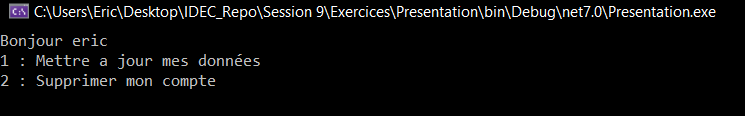 C:\Users\Eric\Desktop\IDEC_Repo\Session 9\Exercices\Presentation\bin\Debug\net7.0\Presentation.exe
Bonjour eric
1 : Mettre a jour mes données
2 : Supprimer mon compte